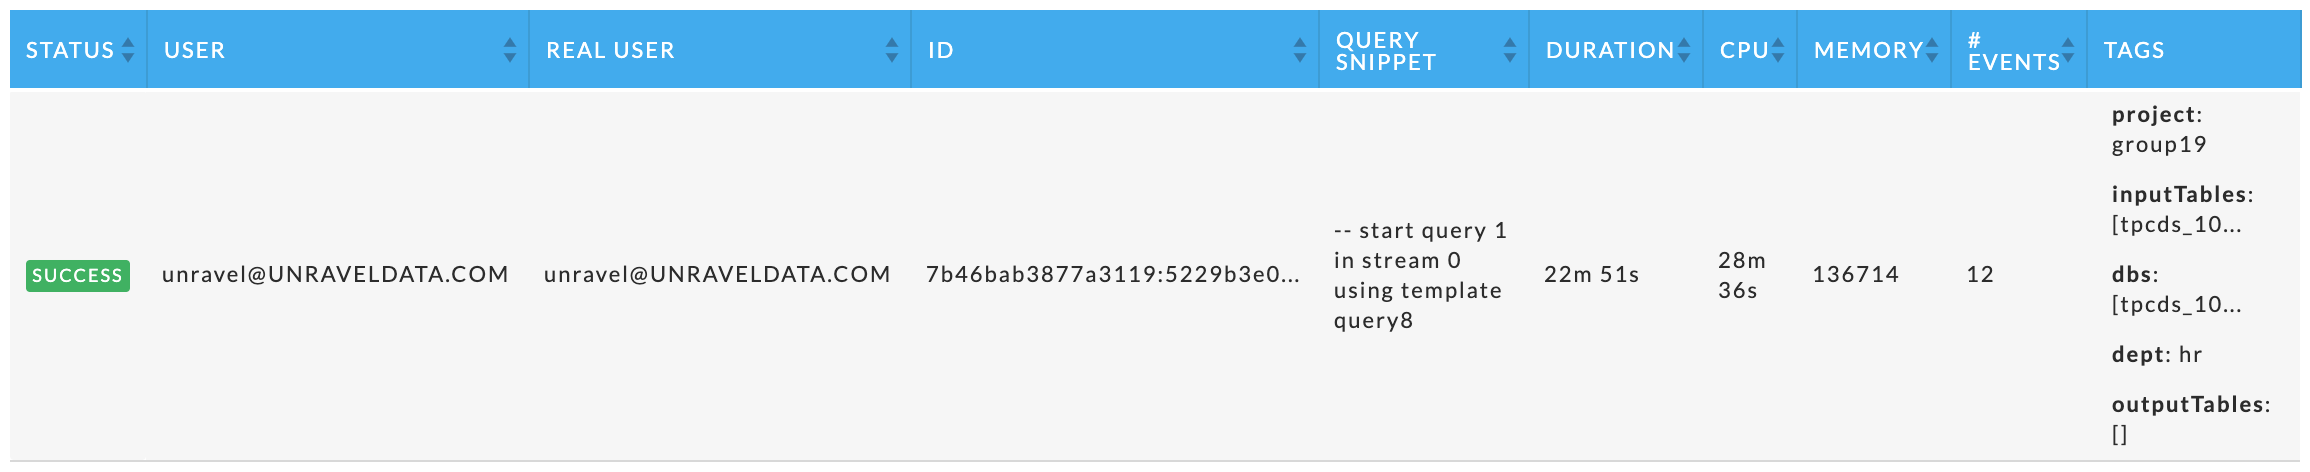 STATUS USER REAL USER ID QUERY SNIPPET DURATION CPU MEMORY # EVENTS TAGS
SUCCESS
unravel@UNRAVELDATA.COM
unravel@UNRAVELDATA.COM
7b46bab3877a3119:5229b3e0...
-- start query 1
in stream 0
using template
query8
22m 51s
28m
36s
136714
12
project:
group19
inputTables:
[tpcds_10...
dbs:
[tpcds_10...
dept: hr
outputTables:
[]